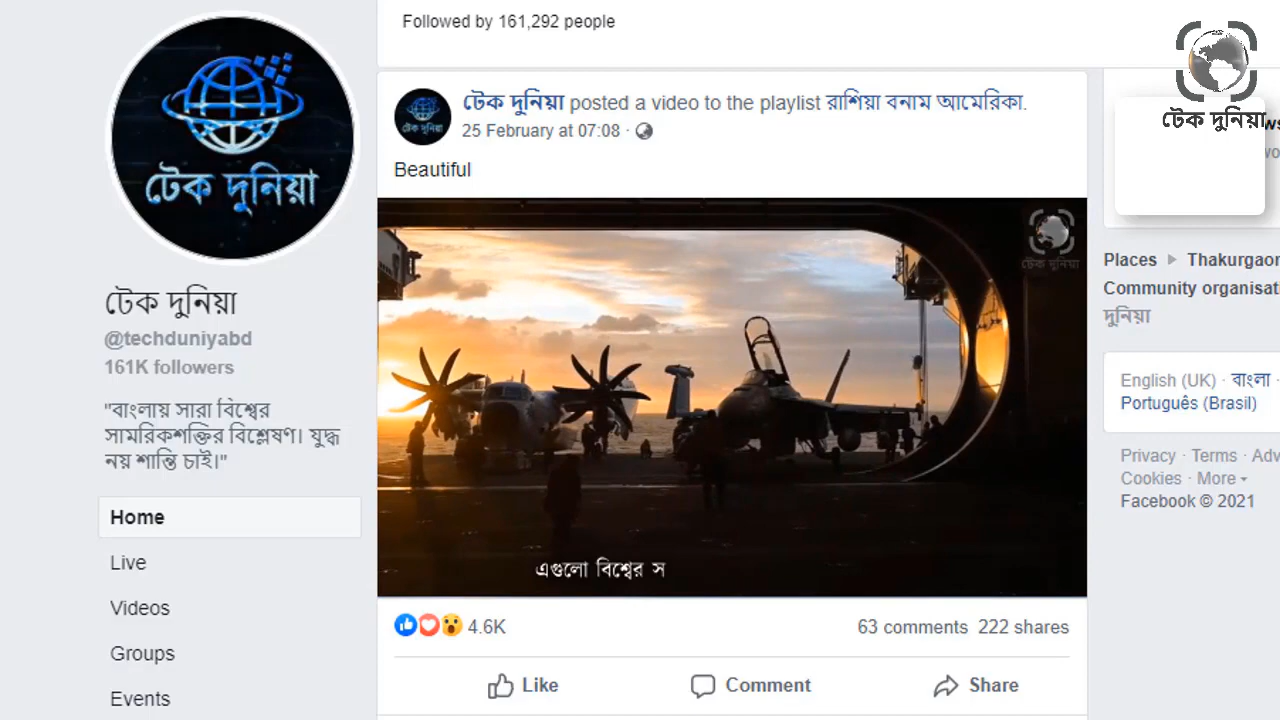 টেক দুনিয়া
টেক দুনিয়া
@techduniyabd
161K followers
"বাংলায় সারা বিশ্বের
সামরিকশক্তির বিশ্লেষণ। যুদ্ধ
নয় শান্তি চাই।"
Home
Live
Videos
Groups
Events
Followed by 161,292 people
টেক দুনিয়া posted a video to the playlist রাশিয়া বনাম আমেরিকা.
25 February at 07:08 ·
Beautiful
টেক দুনিয়া
এগুলো বিশ্বের স
4.6K
63 comments 222 shares
Like Comment Share
টেক দুনিয়া
Places Thakurgaon
Community organisati
দুনিয়া
English (UK) · বাংলা ·
Português (Brasil)
Privacy · Terms · Adv
Cookies · More
Facebook © 2021